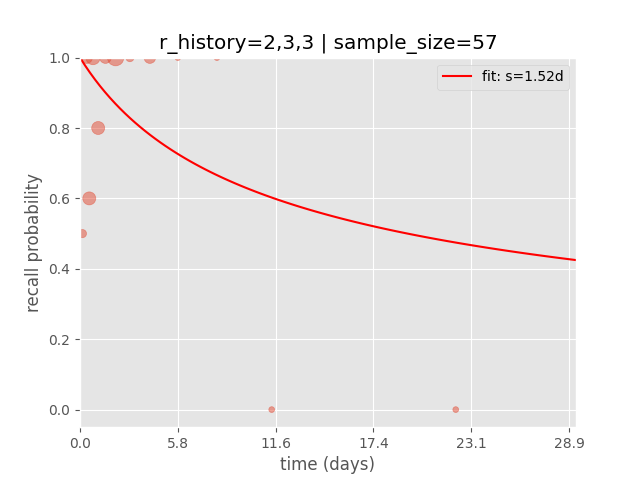 r_history=2,3,3 | sample_size=57
fit: s=1.52d
recall probability
1.0
0.8
0.6
0.4
0.2
0.0
0.0 5.8 11.6 17.4 23.1 28.9
time (days)